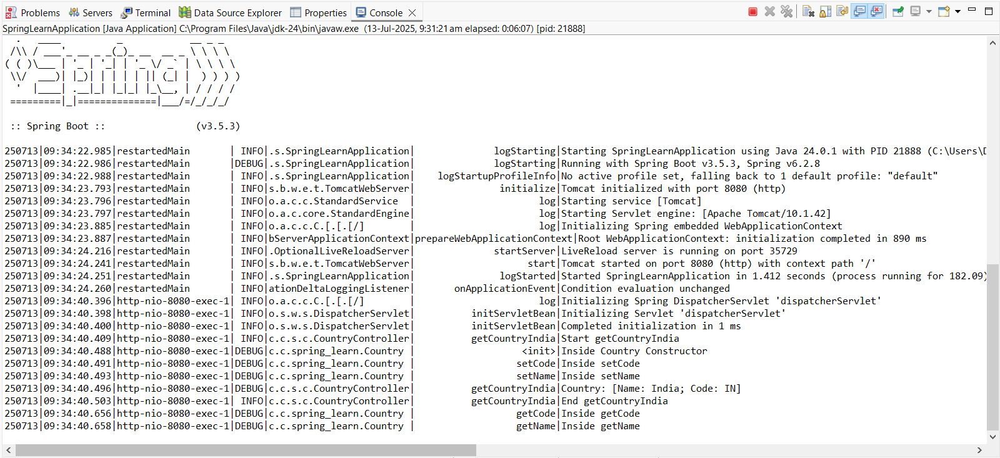 Problems Servers Terminal Data Source Explorer Properties Console
SpringLearnApplication [Java Application] C:\Program Files\Java\jdk-24\bin\javaw.exe (13-Jul-2025, 9:31:21 am elapsed: 0:06:07) [pid: 21888]
  .   ____          _            __ _ _
 /\\ / ___'_ __ _ _(_)_ __  __ _ \ \ \ \
( ( )\___ | '_ | '_| | '_ \/ _` | \ \ \ \
 \\/  ___)| |_)| | | | | || (_| |  ) ) ) )
  '  |____| .__|_| |_|_| |_\__, | / / / /
 =========|_|==============|___/=/_/_/_/
 :: Spring Boot ::                (v3.5.3)
250713|09:34:22.985|restartedMain       | INFO|.s.SpringLearnApplication|              logStarting|Starting SpringLearnApplication using Java 24.0.1 with PID 21888 (C:\Users\D
250713|09:34:22.986|restartedMain       |DEBUG|.s.SpringLearnApplication|              logStarting|Running with Spring Boot v3.5.3, Spring v6.2.8
250713|09:34:22.988|restartedMain       | INFO|.s.SpringLearnApplication|    logStartupProfileInfo|No active profile set, falling back to 1 default profile: "default"
250713|09:34:23.793|restartedMain       | INFO|s.b.w.e.t.TomcatWebServer|               initialize|Tomcat initialized with port 8080 (http)
250713|09:34:23.796|restartedMain       | INFO|o.a.c.c.StandardService  |                      log|Starting service [Tomcat]
250713|09:34:23.797|restartedMain       | INFO|o.a.c.core.StandardEngine|                      log|Starting Servlet engine: [Apache Tomcat/10.1.42]
250713|09:34:23.885|restartedMain       | INFO|o.a.c.c.C.[.[.[/]        |                      log|Initializing Spring embedded WebApplicationContext
250713|09:34:23.887|restartedMain       | INFO|bServerApplicationContext|prepareWebApplicationContext|Root WebApplicationContext: initialization completed in 890 ms
250713|09:34:24.216|restartedMain       | INFO|.OptionalLiveReloadServer|              startServer|LiveReload server is running on port 35729
250713|09:34:24.241|restartedMain       | INFO|s.b.w.e.t.TomcatWebServer|                    start|Tomcat started on port 8080 (http) with context path '/'
250713|09:34:24.251|restartedMain       | INFO|.s.SpringLearnApplication|               logStarted|Started SpringLearnApplication in 1.412 seconds (process running for 182.09)
250713|09:34:24.260|restartedMain       | INFO|ationDeltaLoggingListener|       onApplicationEvent|Condition evaluation unchanged
250713|09:34:40.396|http-nio-8080-exec-1| INFO|o.a.c.c.C.[.[.[/]        |                      log|Initializing Spring DispatcherServlet 'dispatcherServlet'
250713|09:34:40.398|http-nio-8080-exec-1| INFO|o.s.w.s.DispatcherServlet|          initServletBean|Initializing Servlet 'dispatcherServlet'
250713|09:34:40.400|http-nio-8080-exec-1| INFO|o.s.w.s.DispatcherServlet|          initServletBean|Completed initialization in 1 ms
250713|09:34:40.409|http-nio-8080-exec-1| INFO|c.c.s.c.CountryController|          getCountryIndia|Start getCountryIndia
250713|09:34:40.488|http-nio-8080-exec-1|DEBUG|c.c.spring_learn.Country |                   <init>|Inside Country Constructor
250713|09:34:40.491|http-nio-8080-exec-1|DEBUG|c.c.spring_learn.Country |                  setCode|Inside setCode
250713|09:34:40.493|http-nio-8080-exec-1|DEBUG|c.c.spring_learn.Country |                  setName|Inside setName
250713|09:34:40.496|http-nio-8080-exec-1|DEBUG|c.c.s.c.CountryController|          getCountryIndia|Country: [Name: India; Code: IN]
250713|09:34:40.503|http-nio-8080-exec-1| INFO|c.c.s.c.CountryController|          getCountryIndia|End getCountryIndia
250713|09:34:40.656|http-nio-8080-exec-1|DEBUG|c.c.spring_learn.Country |                  getCode|Inside getCode
250713|09:34:40.658|http-nio-8080-exec-1|DEBUG|c.c.spring_learn.Country |                  getName|Inside getName